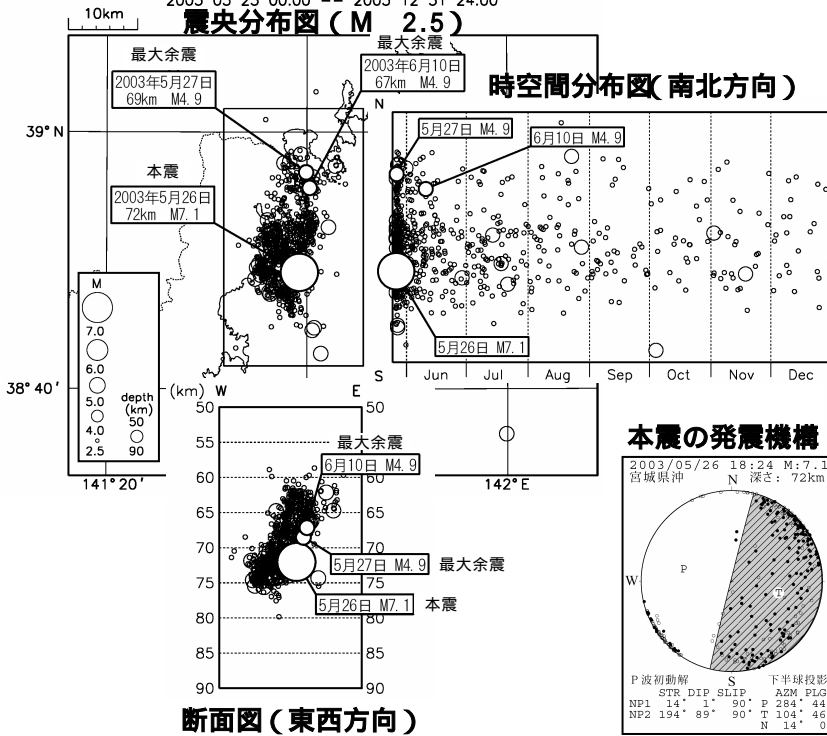 10km
震央分布図（M 2.5）
最大余震
2003年5月27日
69km M4.9
最大余震
2003年6月10日
67km M4.9
39°N
本震
2003年5月26日
72km M7.1
M
7.0
6.0
5.0
4.0
2.5
depth
(km)
50
90
38°40'
141°20'
142°E
時空間分布図（南北方向）
N
5月27日 M4.9
6月10日 M4.9
5月26日 M7.1
S
Jun Jul Aug Sep Oct Nov Dec
(km) W E
50 50
55 55
60 60
65 65
70 70
75 75
80 80
85 85
90 90
最大余震
6月10日 M4.9
5月27日 M4.9 最大余震
5月26日 M7.1 本震
断面図（東西方向）
本震の発震機構
2003/05/26 18:24 M:7.1
宮城県沖 N 深さ: 72km
P
W
T
S
P波初動解 下半球投影
STR DIP SLIP AZM PLG
NP1 14° 1° 90° P 284° 44
NP2 194° 89° 90° T 104° 46
N 14° 0